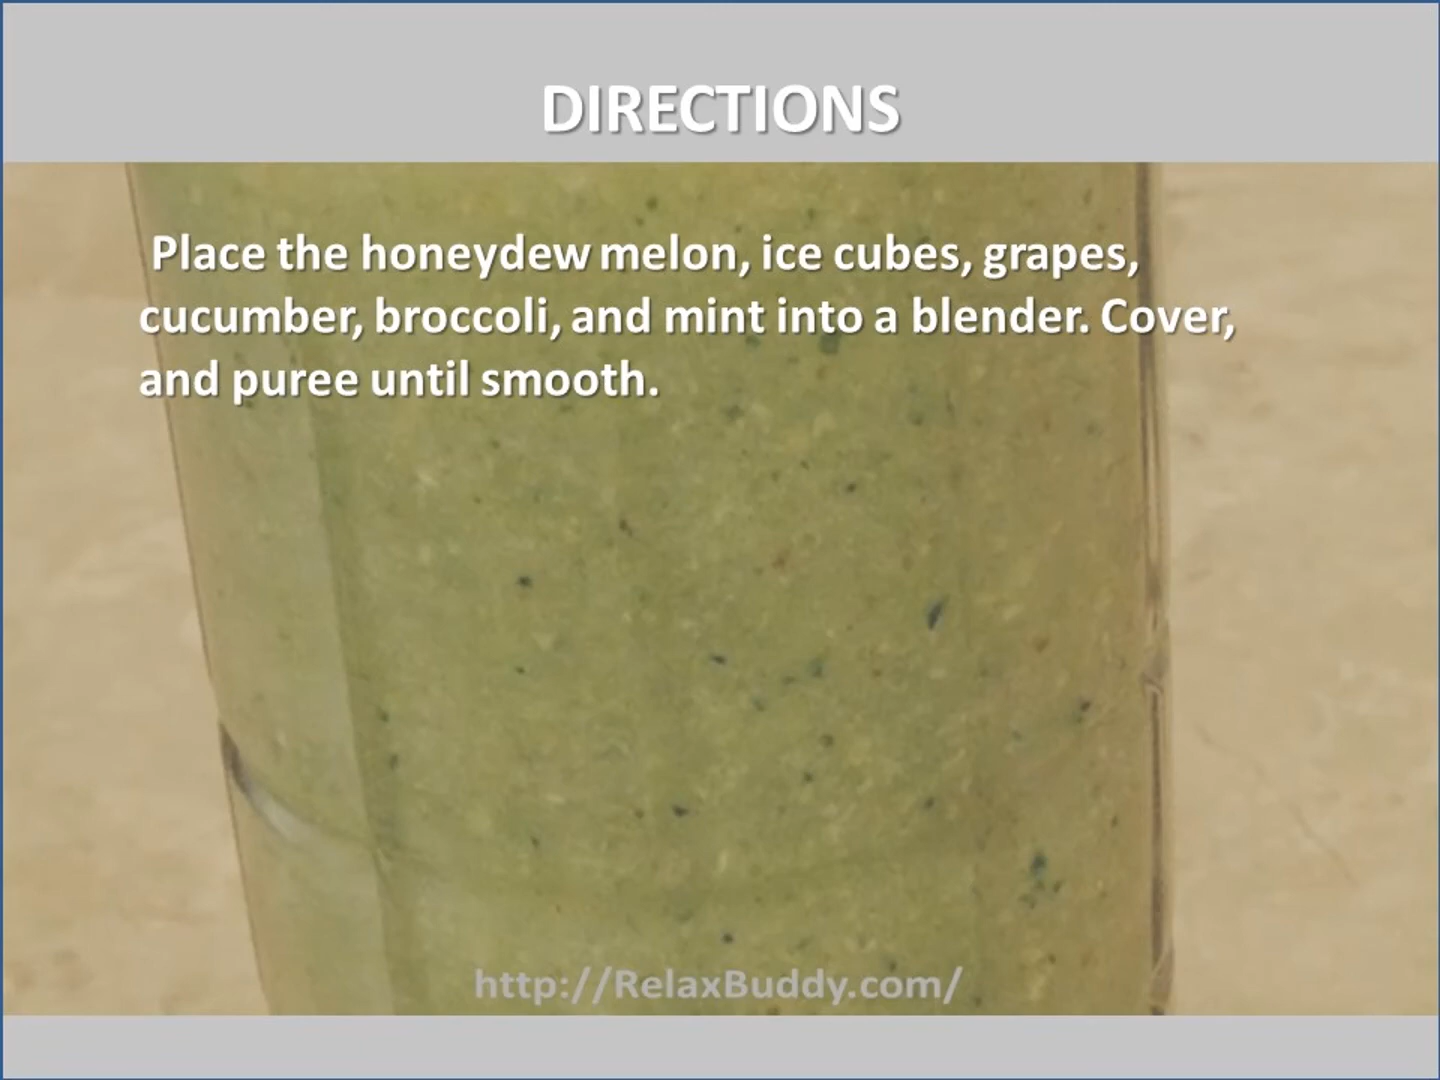 DIRECTIONS
Place the honeydew melon, ice cubes, grapes,
cucumber, broccoli, and mint into a blender. Cover,
and puree until smooth.
http://RelaxBuddy.com/